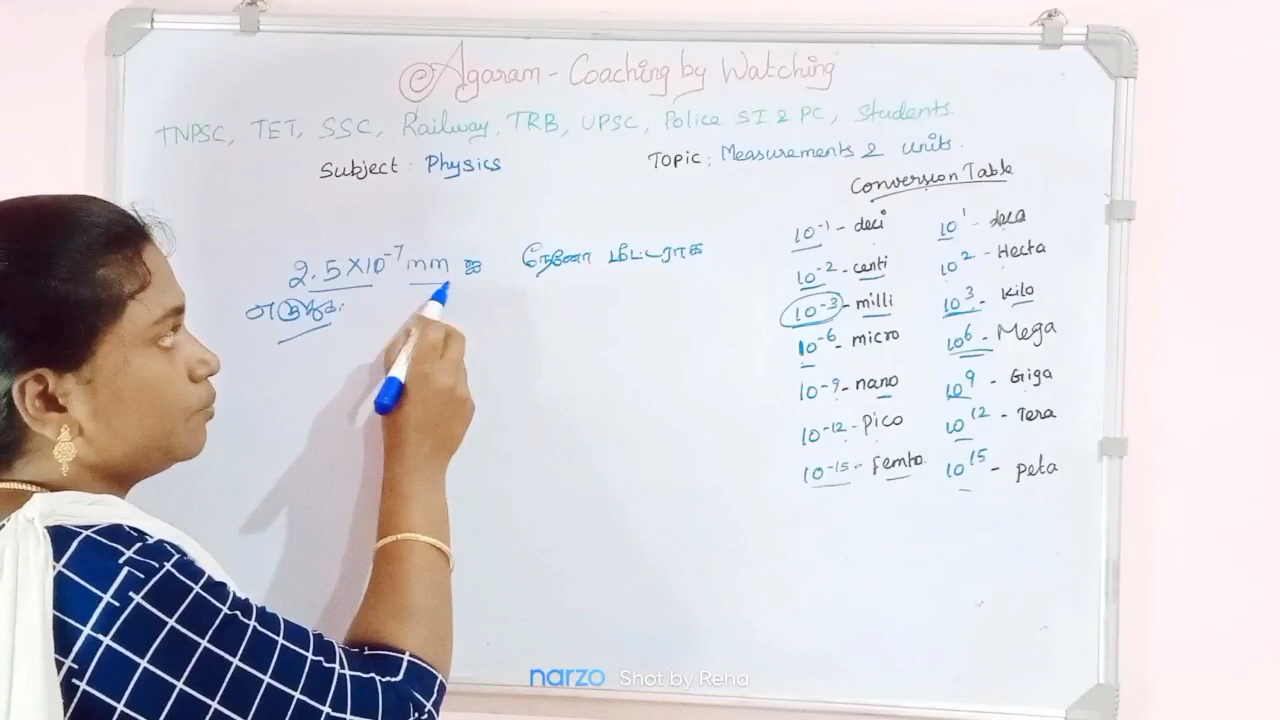 @Agaram - Coaching by Watching
TNPSC, TET, SSC, Railway, TRB, UPSC, Police SI & PC, Students.
Subject : Physics
Topic : Measurements & units.
Conversion Table
10⁻¹ - deci
10¹ - deca
10⁻² - centi
10² - Hecta
10⁻³ - milli
10³ - Kilo
10⁻⁶ - micro
10⁶ - Mega
10⁻⁹ - nano
10⁹ - Giga
10⁻¹² - Pico
10¹² - Tera
10⁻¹⁵ - Femto.
10¹⁵ - peta
2.5×10⁻⁷ mm ஐ நேனோ மீட்டராக
எழுதுக:
narzo Shot by Reha